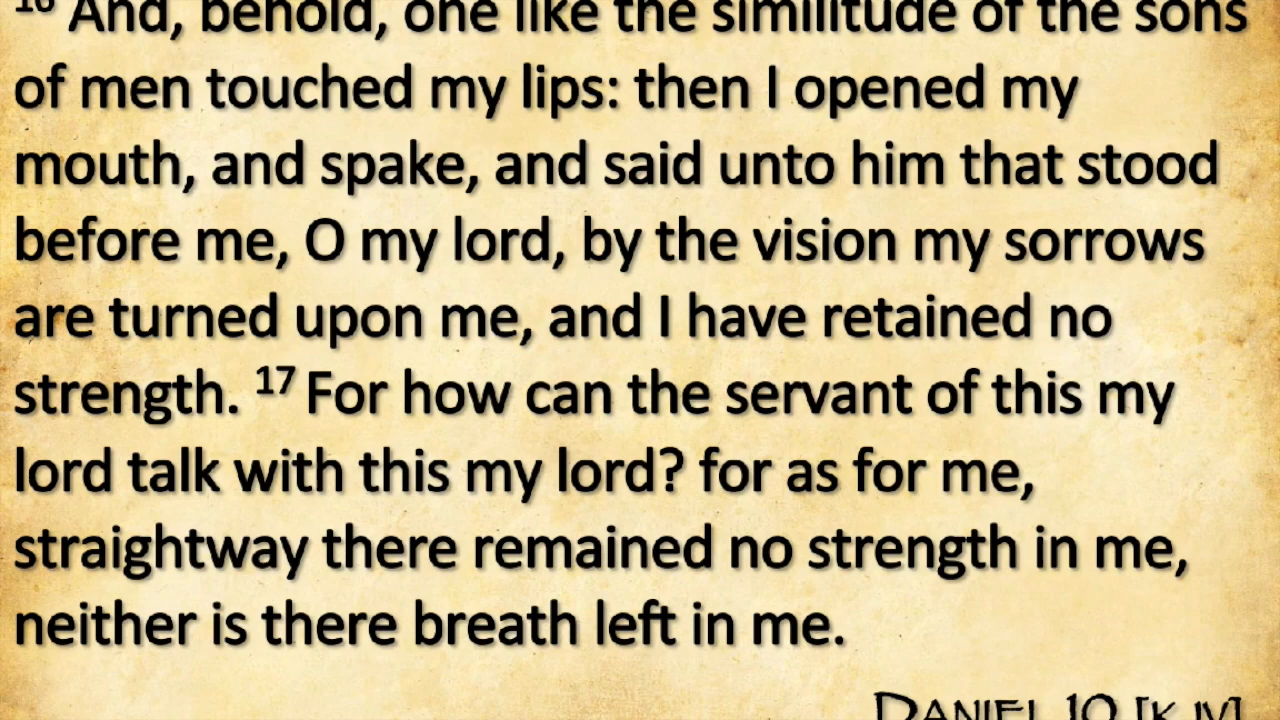 16 And, behold, one like the similitude of the sons
of men touched my lips: then I opened my
mouth, and spake, and said unto him that stood
before me, O my lord, by the vision my sorrows
are turned upon me, and I have retained no
strength. 17 For how can the servant of this my
lord talk with this my lord? for as for me,
straightway there remained no strength in me,
neither is there breath left in me.
DANIEL 10 [KJV]